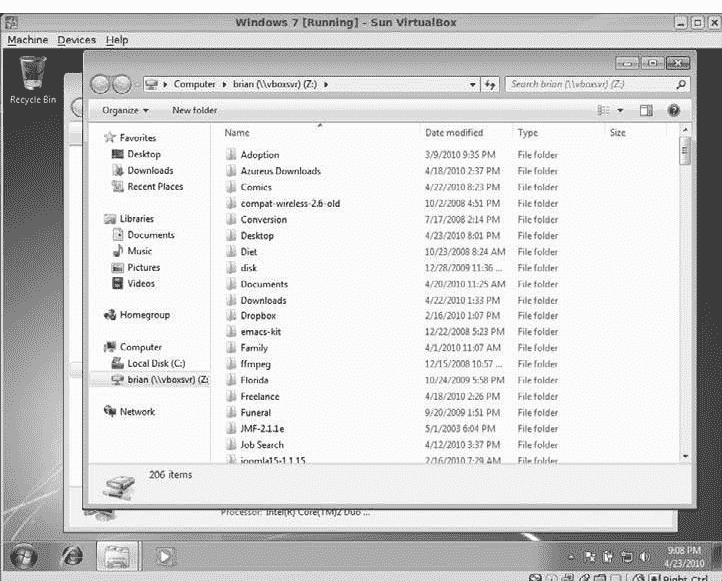 Windows 7 [Running] - Sun VirtualBox
Machine Devices Help
Recycle Bin
Computer brian (\\vboxsvr) (Z:)
Search brian (\\vboxsvr) (Z:)
Organize New folder
Name Date modified Type Size
Favorites
Desktop
Downloads
Recent Places
Libraries
Documents
Music
Pictures
Videos
Homegroup
Computer
Local Disk (C:)
brian (\\vboxsvr) (Z:
Network
Adoption 3/9/2010 9:35 PM File folder
Azureus Downloads 4/18/2010 2:37 PM File folder
Comics 4/22/2010 8:23 PM File folder
compat-wireless-2.6-old 10/2/2008 4:51 PM File folder
Conversion 7/17/2008 2:14 PM File folder
Desktop 4/23/2010 8:01 PM File folder
Diet 10/23/2008 8:24 AM File folder
disk 12/28/2009 11:36 ... File folder
Documents 4/20/2010 11:25 AM File folder
Downloads 4/22/2010 1:33 PM File folder
Dropbox 2/16/2010 1:07 PM File folder
emacs-kit 12/22/2008 5:23 PM File folder
Family 4/1/2010 11:07 AM File folder
ffmpeg 12/15/2008 10:57 ... File folder
Florida 10/24/2009 5:58 PM File folder
Freelance 4/18/2010 2:26 PM File folder
Funeral 9/20/2009 1:51 PM File folder
JMF-2.1.1e 5/1/2003 6:04 PM File folder
Job Search 4/12/2010 3:37 PM File folder
joomla15-1.1.15 2/16/2010 7:29 AM File folder
206 items
Processor: Intel(R) Core(TM)2 Duo ...
9:08 PM
4/23/2010
Right Ctrl